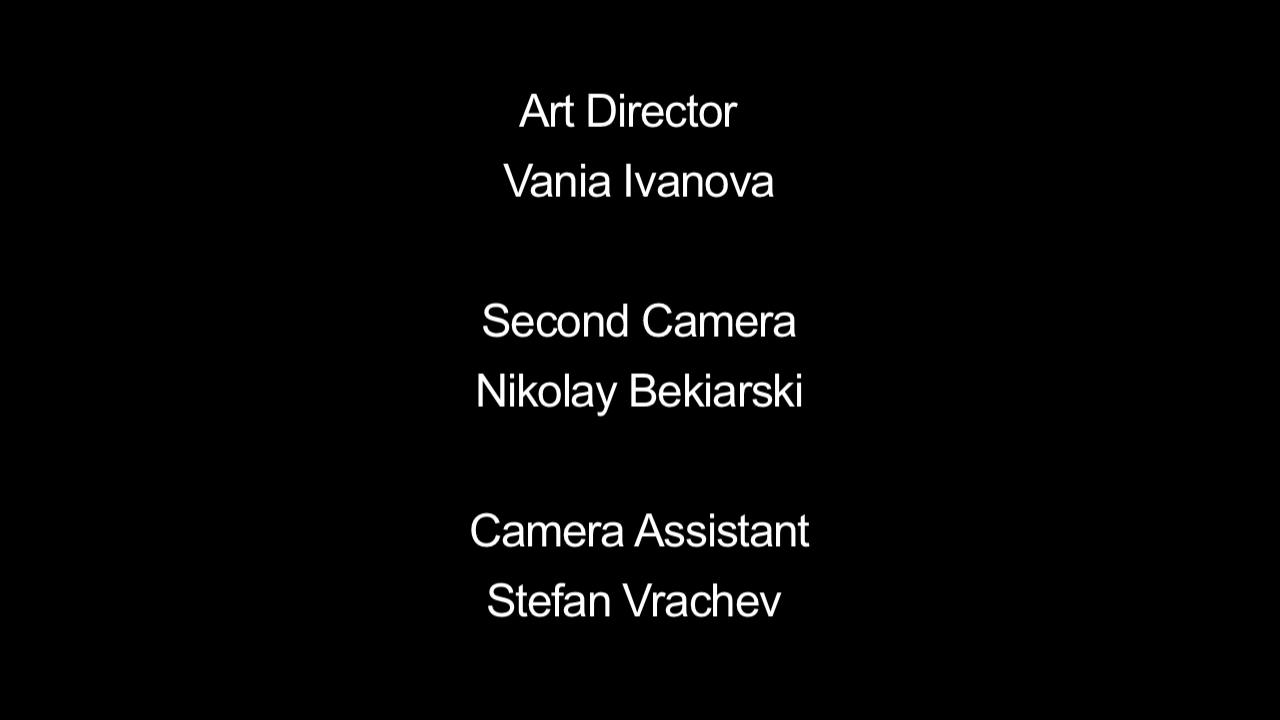 Art Director
Vania Ivanova
Second Camera
Nikolay Bekiarski
Camera Assistant
Stefan Vrachev